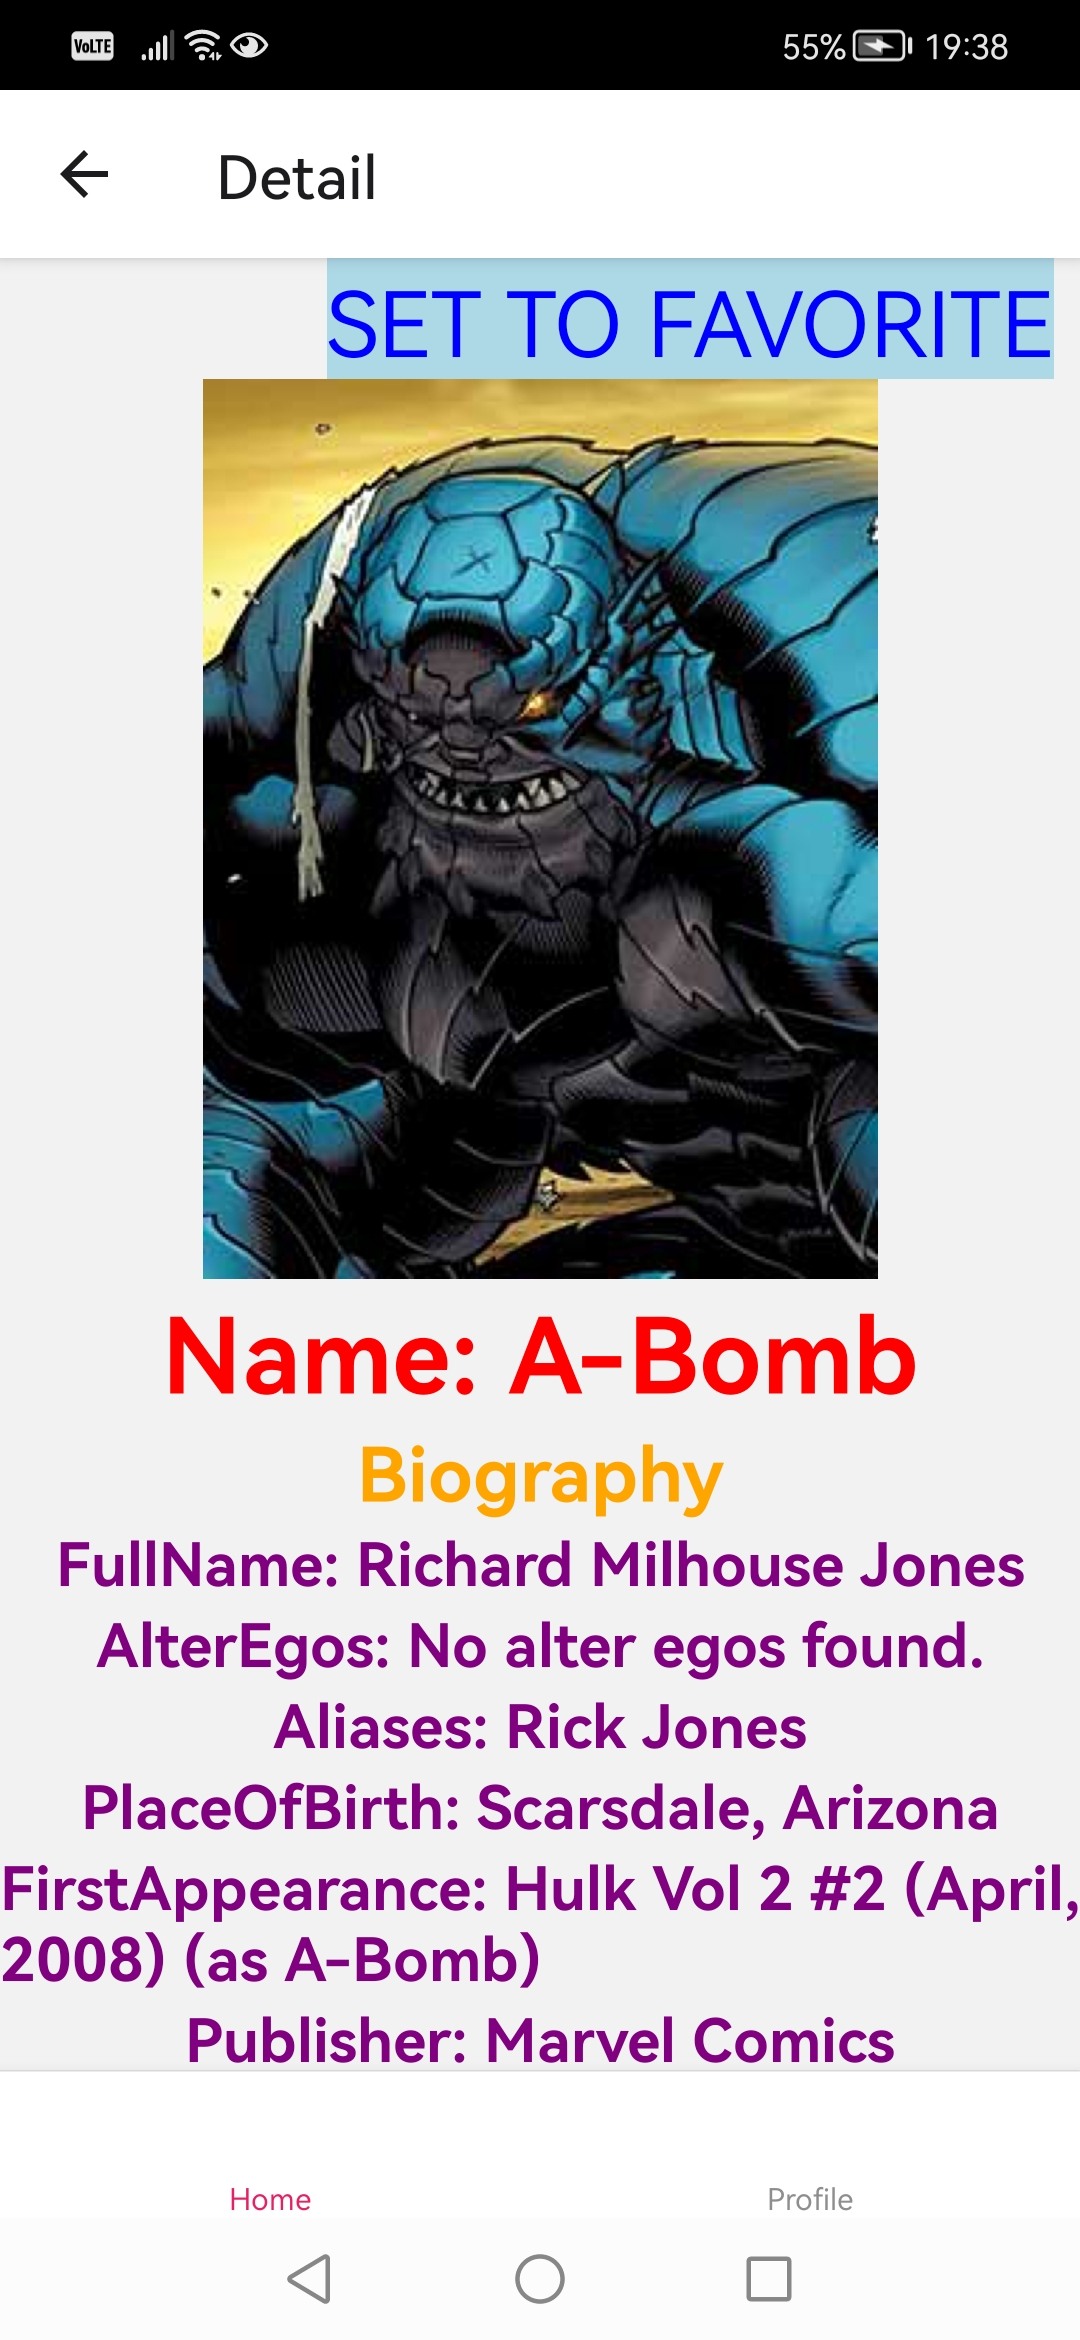 VoLTE 55% 19:38
Detail
SET TO FAVORITE
Name: A-Bomb
Biography
FullName: Richard Milhouse Jones
AlterEgos: No alter egos found.
Aliases: Rick Jones
PlaceOfBirth: Scarsdale, Arizona
FirstAppearance: Hulk Vol 2 #2 (April,
2008) (as A-Bomb)
Publisher: Marvel Comics
Home Profile